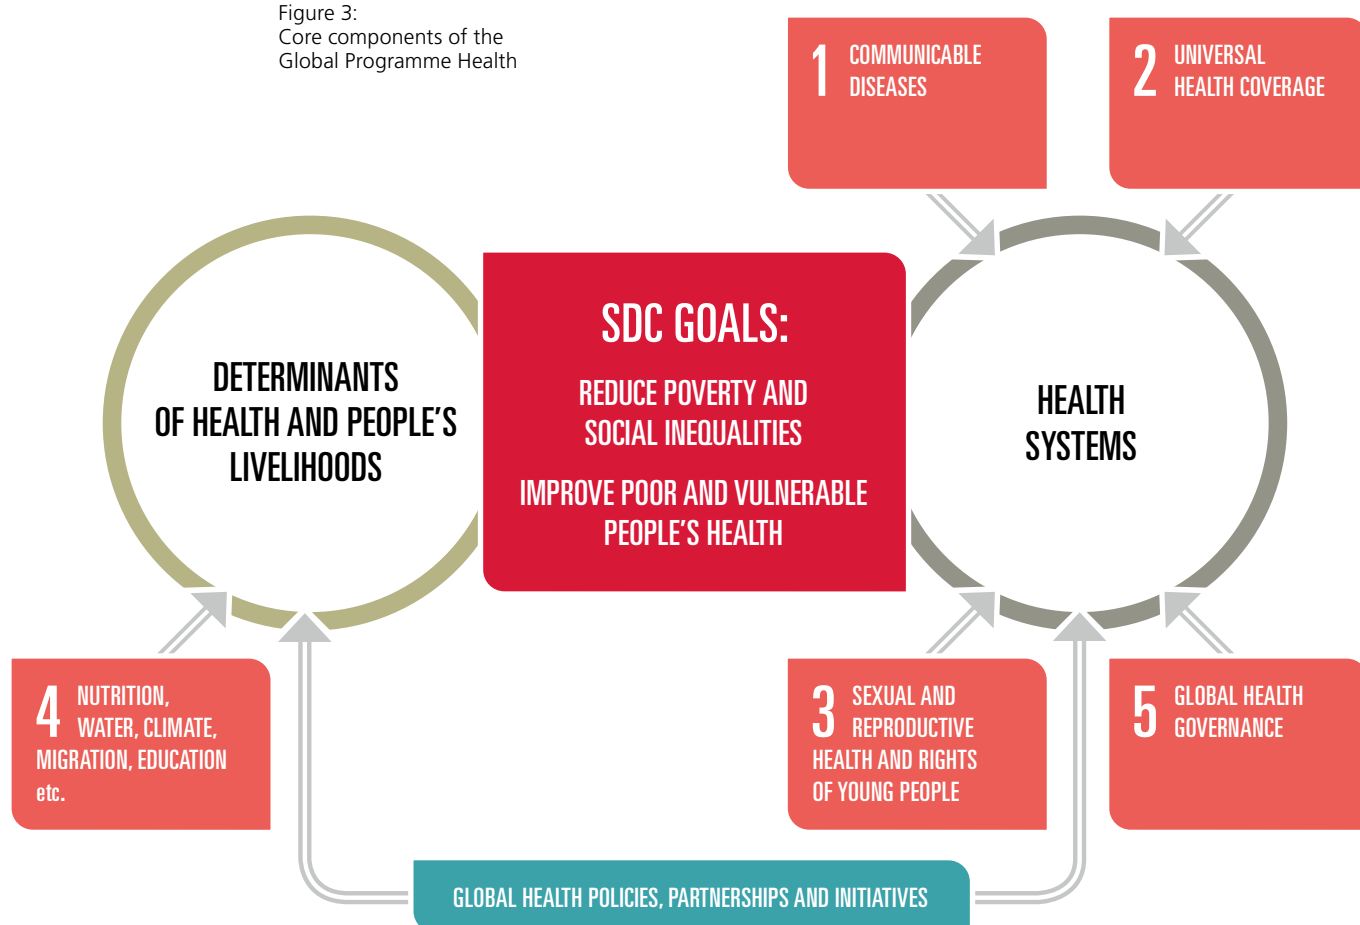 Figure 3:
Core components of the
Global Programme Health
1 COMMUNICABLE
DISEASES
2 UNIVERSAL
HEALTH COVERAGE
DETERMINANTS
OF HEALTH AND PEOPLE'S
LIVELIHOODS
SDC GOALS:
REDUCE POVERTY AND
SOCIAL INEQUALITIES
IMPROVE POOR AND VULNERABLE
PEOPLE'S HEALTH
HEALTH
SYSTEMS
4 NUTRITION,
WATER, CLIMATE,
MIGRATION, EDUCATION
etc.
3 SEXUAL AND
REPRODUCTIVE
HEALTH AND RIGHTS
OF YOUNG PEOPLE
5 GLOBAL HEALTH
GOVERNANCE
GLOBAL HEALTH POLICIES, PARTNERSHIPS AND INITIATIVES